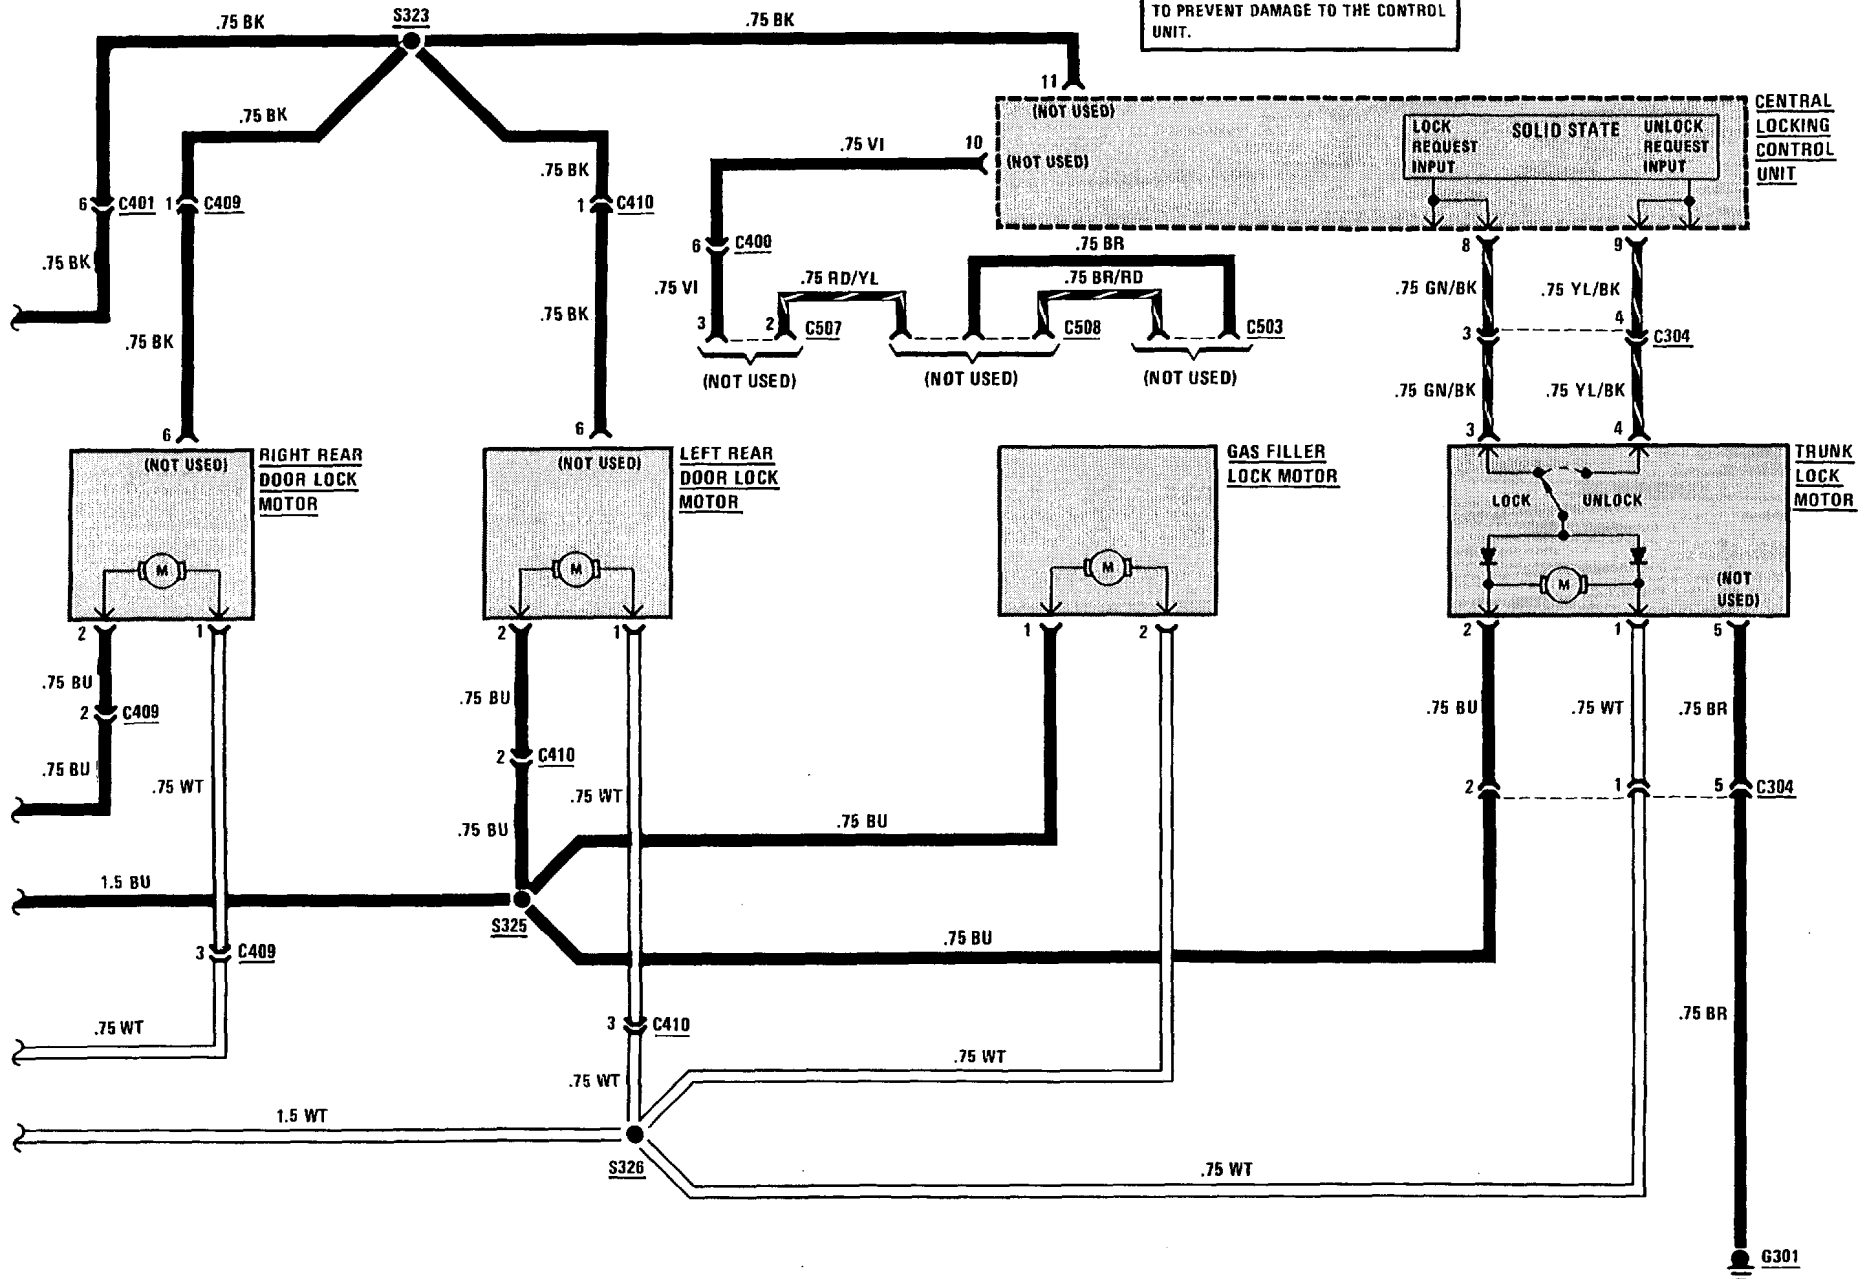 S323
.75 BK
.75 BK
TO PREVENT DAMAGE TO THE CONTROL
UNIT.
11
(NOT USED)
CENTRAL
LOCKING
CONTROL
UNIT
LOCK
REQUEST
INPUT
SOLID STATE
UNLOCK
REQUEST
INPUT
.75 BK
.75 BK
.75 VI
10
(NOT USED)
6
C401
1
C409
1
C410
6
C400
8
9
.75 BR
.75 BK
.75 VI
.75 RD/YL
.75 BR/RD
.75 GN/BK
.75 YL/BK
.75 BK
.75 BK
3
2
C507
C508
C503
3
4
C304
(NOT USED)
(NOT USED)
(NOT USED)
.75 GN/BK
.75 YL/BK
6
6
3
4
(NOT USED)
RIGHT REAR
DOOR LOCK
MOTOR
(NOT USED)
LEFT REAR
DOOR LOCK
MOTOR
GAS FILLER
LOCK MOTOR
TRUNK
LOCK
MOTOR
LOCK
UNLOCK
M
M
M
M
(NOT
USED)
2
1
2
1
1
2
2
1
5
.75 BU
.75 BU
.75 BU
.75 WT
.75 BR
2
C409
2
C410
.75 BU
.75 WT
.75 WT
2
1
5
C304
.75 BU
.75 BU
1.5 BU
S325
.75 BU
3
C409
.75 WT
3
C410
.75 BR
.75 WT
.75 WT
1.5 WT
S326
.75 WT
G301